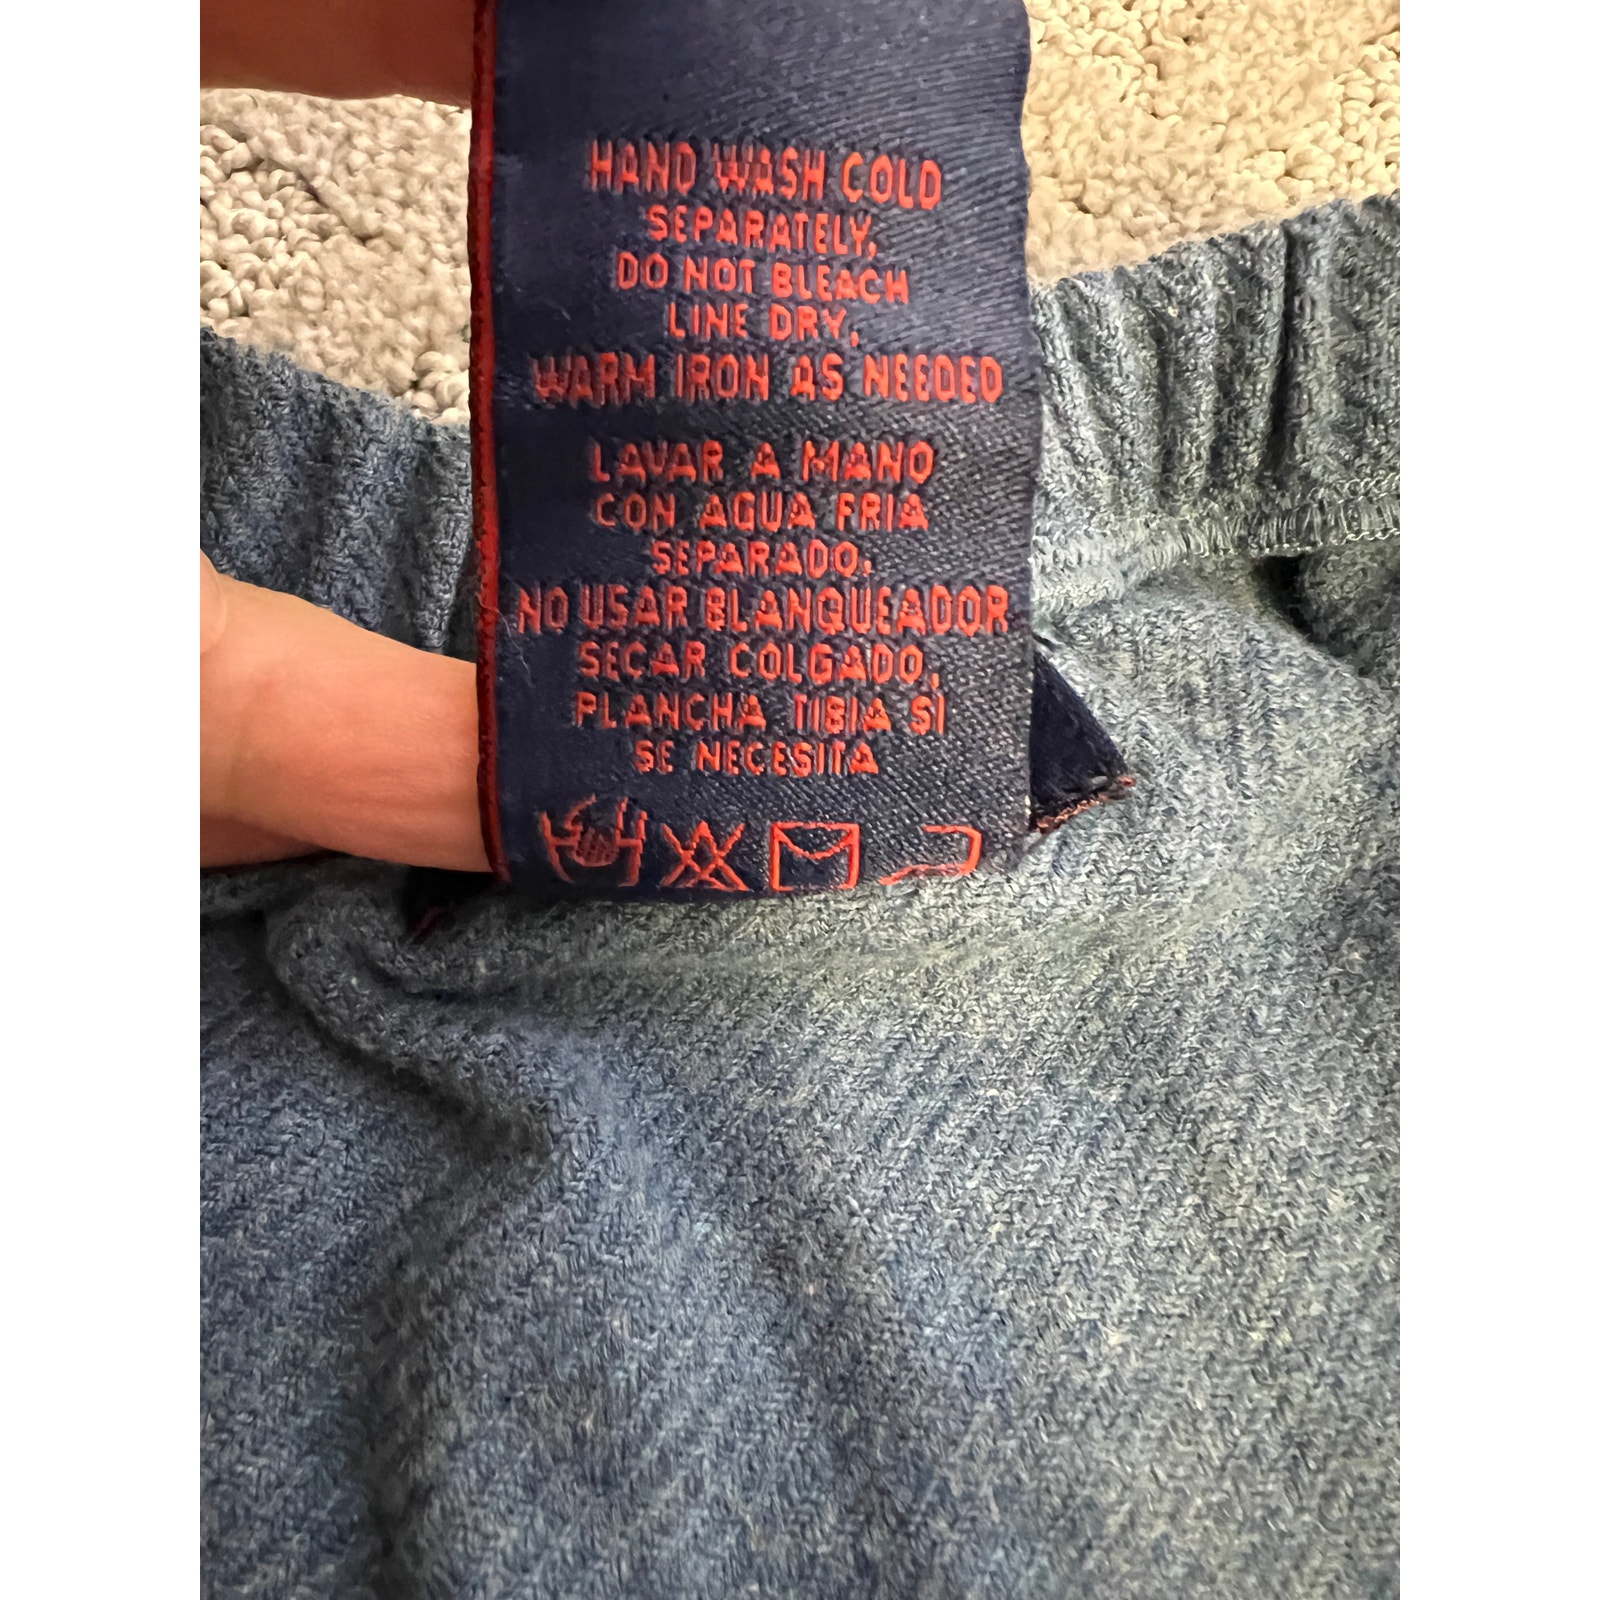 HAND WASH COLD
SEPARATELY,
DO NOT BLEACH
LINE DRY,
WARM IRON AS NEEDED
LAVAR A MANO
CON AGUA FRIA
SEPARADO,
NO USAR BLANQUEADOR
SECAR COLGADO,
PLANCHA TIBIA SI
SE NECESITA